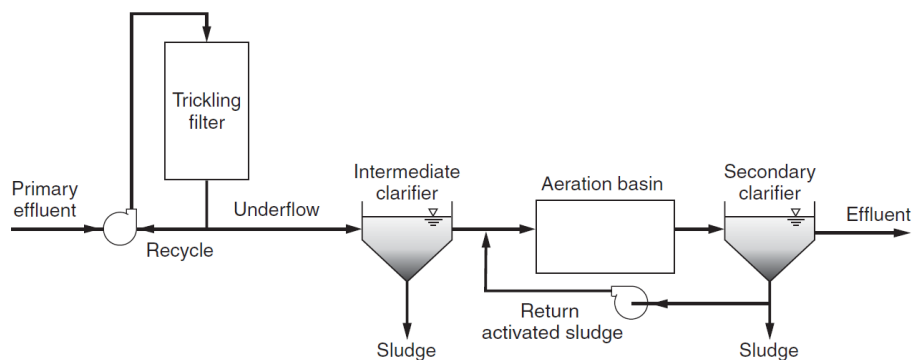 Trickling
filter
Primary
effluent
Recycle
Underflow
Intermediate
clarifier
Sludge
Aeration basin
Return
activated sludge
Secondary
clarifier
Effluent
Sludge